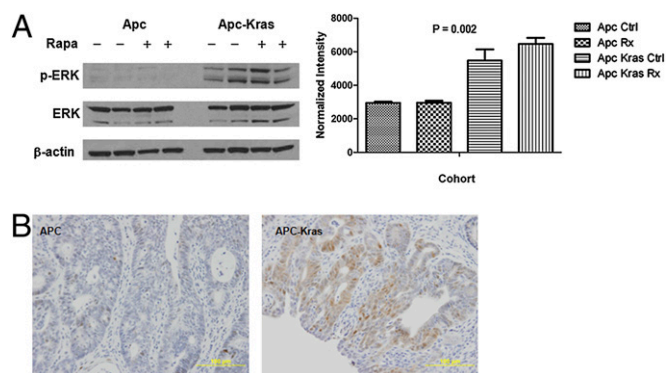 A
Apc Apc-Kras
Rapa − − + + − − + +
p-ERK
ERK
β-actin
Normalized Intensity
8000
6000
4000
2000
0
P = 0.002
Cohort
Apc Ctrl
Apc Rx
Apc Kras Ctrl
Apc Kras Rx
B
APC
APC-Kras